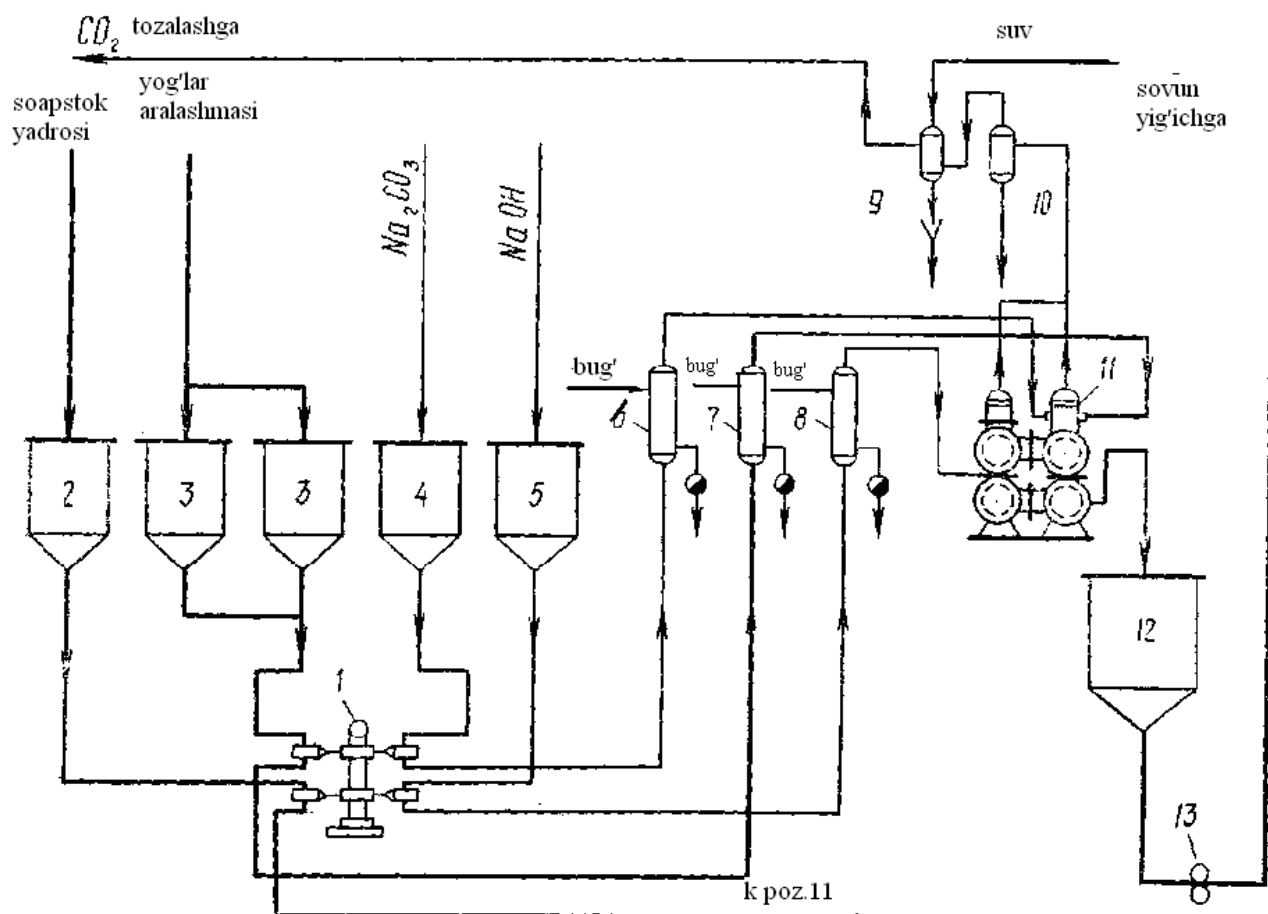 CO₂ tozalashga
suv
yog'lar
aralashmasi
soapstok
yadrosi
sovun
yig'ichga
Na₂CO₃
NaOH
9
10
bug'
bug'
bug'
11
6
7
8
2
3
3
4
5
12
1
13
k poz.11